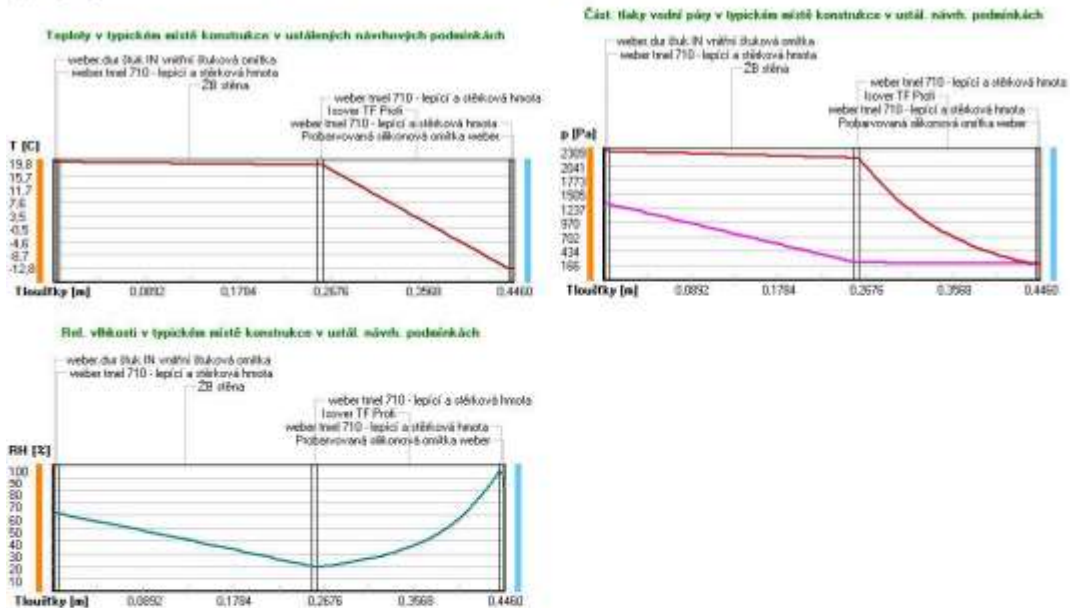 Teploty v typickém místě konstrukce v ustálených návrhových podmínkách
weber.dur štuk IN vnitřní štuková omítka
weber tmel 710 - lepící a stěrková hmota
ŽB stěna
weber tmel 710 - lepící a stěrková hmota
Isover TF Profi
weber tmel 710 - lepící a stěrková hmota
Probarvovaná silikonová omítka weber
T [C]
19,8
15,7
11,7
7,6
3,5
-0,5
-4,6
-8,7
-12,8
Tloušťky [m] 0,0892 0,1784 0,2676 0,3568 0,4460
Část. tlaky vodní páry v typickém místě konstrukce v ustál. návrh. podmínkách
weber.dur štuk IN vnitřní štuková omítka
weber tmel 710 - lepící a stěrková hmota
ŽB stěna
weber tmel 710 - lepící a stěrková hmota
Isover TF Profi
weber tmel 710 - lepící a stěrková hmota
Probarvovaná silikonová omítka weber
p [Pa]
2309
2041
1773
1505
1237
970
702
434
166
Tloušťky [m] 0,0892 0,1784 0,2676 0,3568 0,4460
Rel. vlhkosti v typickém místě konstrukce v ustál. návrh. podmínkách
weber.dur štuk IN vnitřní štuková omítka
weber tmel 710 - lepící a stěrková hmota
ŽB stěna
weber tmel 710 - lepící a stěrková hmota
Isover TF Profi
weber tmel 710 - lepící a stěrková hmota
Probarvovaná silikonová omítka weber
RH [%]
100
90
80
70
60
50
40
30
20
10
Tloušťky [m] 0,0892 0,1784 0,2676 0,3568 0,4460